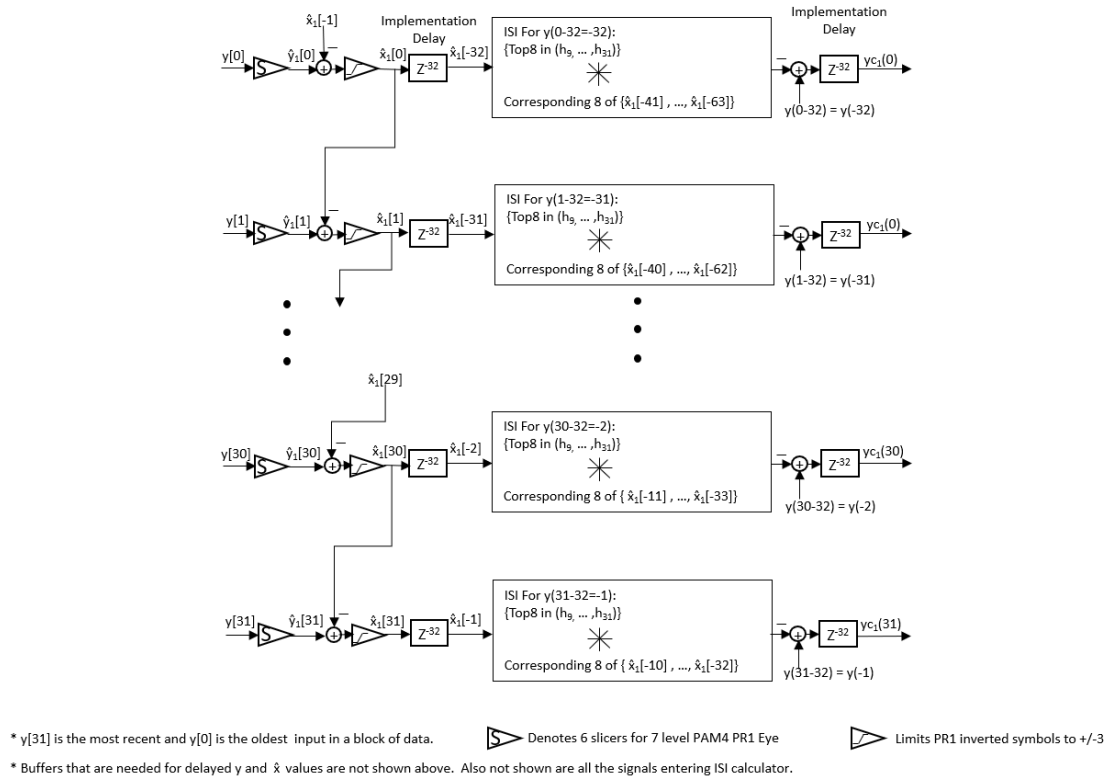 Implementation
Delay
Implementation
Delay
x̂₁[-1]
−
y[0]
S
ŷ₁[0]
+
x̂₁[0]
Z⁻³²
x̂₁[-32]
ISI For y(0-32=-32):
{Top8 in (h₉, ... ,h₃₁)}
Corresponding 8 of {x̂₁[-41] , ..., x̂₁[-63]}
−
+
Z⁻³²
yc₁(0)
y(0-32) = y(-32)
−
y[1]
S
ŷ₁[1]
+
x̂₁[1]
Z⁻³²
x̂₁[-31]
ISI For y(1-32=-31):
{Top8 in (h₉, ... ,h₃₁)}
Corresponding 8 of {x̂₁[-40] , ..., x̂₁[-62]}
−
+
Z⁻³²
yc₁(0)
y(1-32) = y(-31)
x̂₁[29]
−
y[30]
S
ŷ₁[30]
+
x̂₁[30]
Z⁻³²
x̂₁[-2]
ISI For y(30-32=-2):
{Top8 in (h₉, ... ,h₃₁)}
Corresponding 8 of { x̂₁[-11] , ..., x̂₁[-33]}
−
+
Z⁻³²
yc₁(30)
y(30-32) = y(-2)
−
y[31]
S
ŷ₁[31]
+
x̂₁[31]
Z⁻³²
x̂₁[-1]
ISI For y(31-32=-1):
{Top8 in (h₉, ... ,h₃₁)}
Corresponding 8 of { x̂₁[-10] , ..., x̂₁[-32]}
−
+
Z⁻³²
yc₁(31)
y(31-32) = y(-1)
* y[31] is the most recent and y[0] is the oldest input in a block of data.
S Denotes 6 slicers for 7 level PAM4 PR1 Eye
Limits PR1 inverted symbols to +/-3
* Buffers that are needed for delayed y and x̂ values are not shown above. Also not shown are all the signals entering ISI calculator.